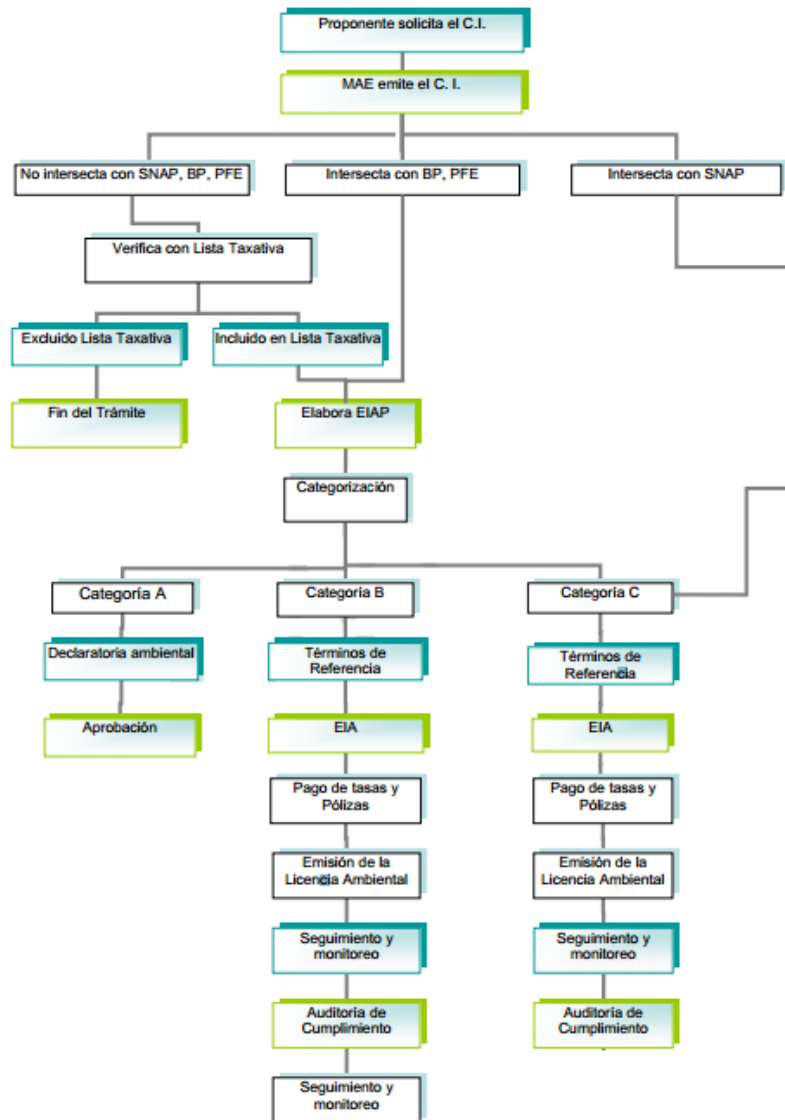 Proponente solicita el C.I.
MAE emite el C. I.
No intersecta con SNAP, BP, PFE
Intersecta con BP, PFE
Intersecta con SNAP
Verifica con Lista Taxativa
Excluido Lista Taxativa
Incluido en Lista Taxativa
Fin del Trámite
Elabora EIAP
Categorización
Categoría A
Categoría B
Categoría C
Declaratoria ambiental
Términos de
Referencia
Términos de
Referencia
Aprobación
EIA
EIA
Pago de tasas y
Pólizas
Pago de tasas y
Pólizas
Emisión de la
Licencia Ambiental
Emisión de la
Licencia Ambiental
Seguimiento y
monitoreo
Seguimiento y
monitoreo
Auditoría de
Cumplimiento
Auditoría de
Cumplimiento
Seguimiento y
monitoreo